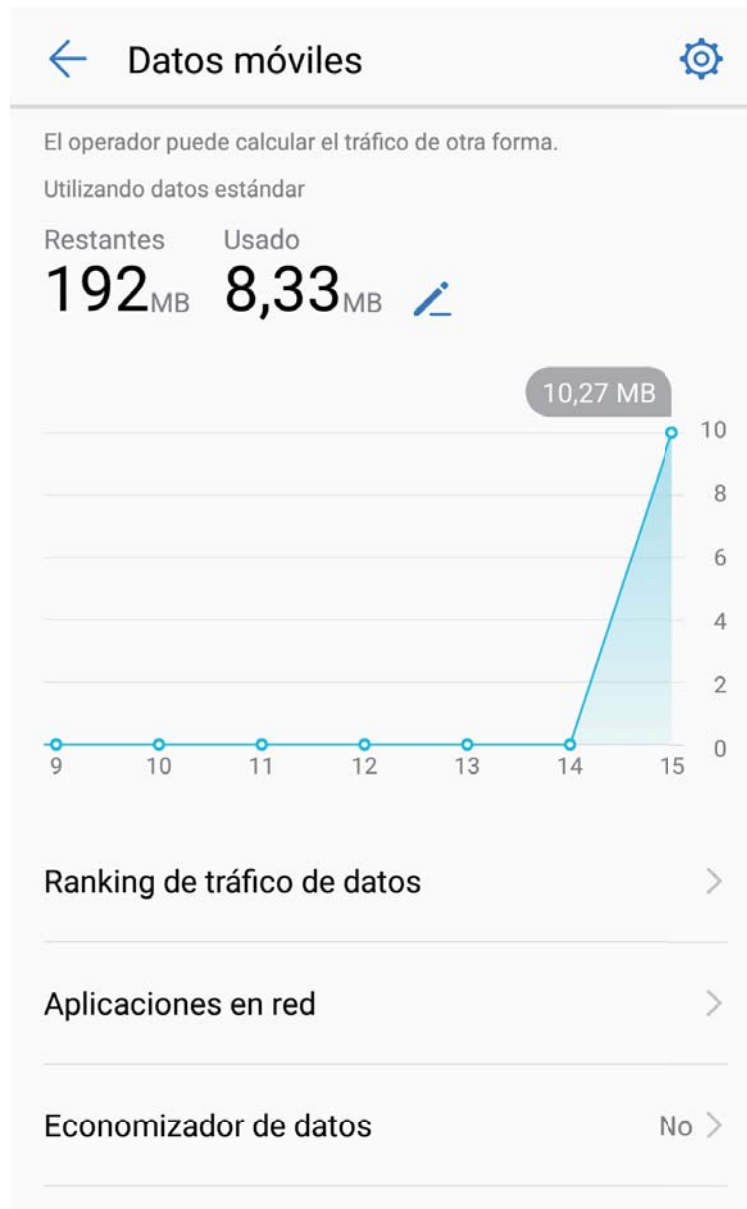 Datos móviles
El operador puede calcular el tráfico de otra forma.
Utilizando datos estándar
Restantes Usado
192MB 8,33MB
10,27 MB
10
8
6
4
2
0
9 10 11 12 13 14 15
Ranking de tráfico de datos
Aplicaciones en red
Economizador de datos No